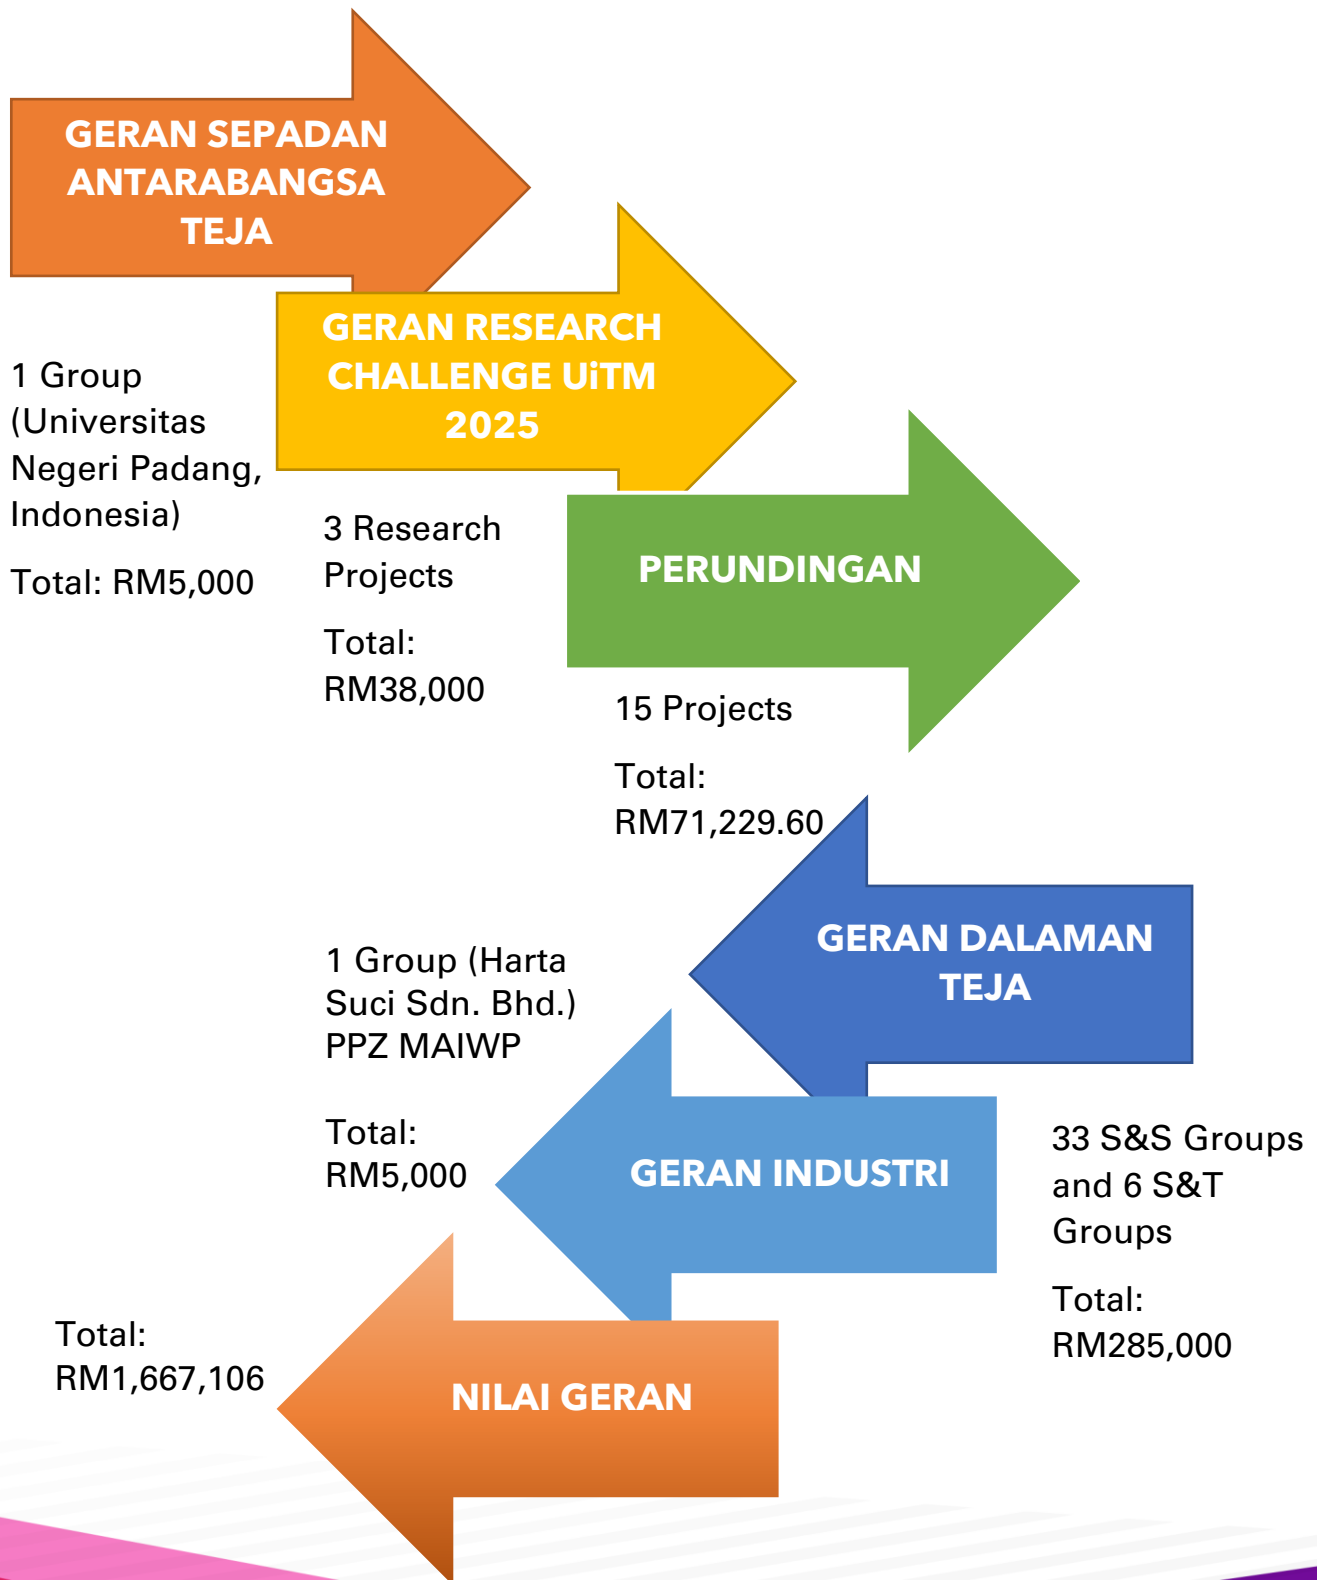 GERAN SEPADAN
ANTARABANGSA
TEJA
1 Group
(Universitas
Negeri Padang,
Indonesia)
Total: RM5,000
GERAN RESEARCH
CHALLENGE UiTM
2025
3 Research
Projects
Total:
RM38,000
PERUNDINGAN
15 Projects
Total:
RM71,229.60
GERAN DALAMAN
TEJA
33 S&S Groups
and 6 S&T
Groups
Total:
RM285,000
GERAN INDUSTRI
1 Group (Harta
Suci Sdn. Bhd.)
PPZ MAIWP
Total:
RM5,000
NILAI GERAN
Total:
RM1,667,106